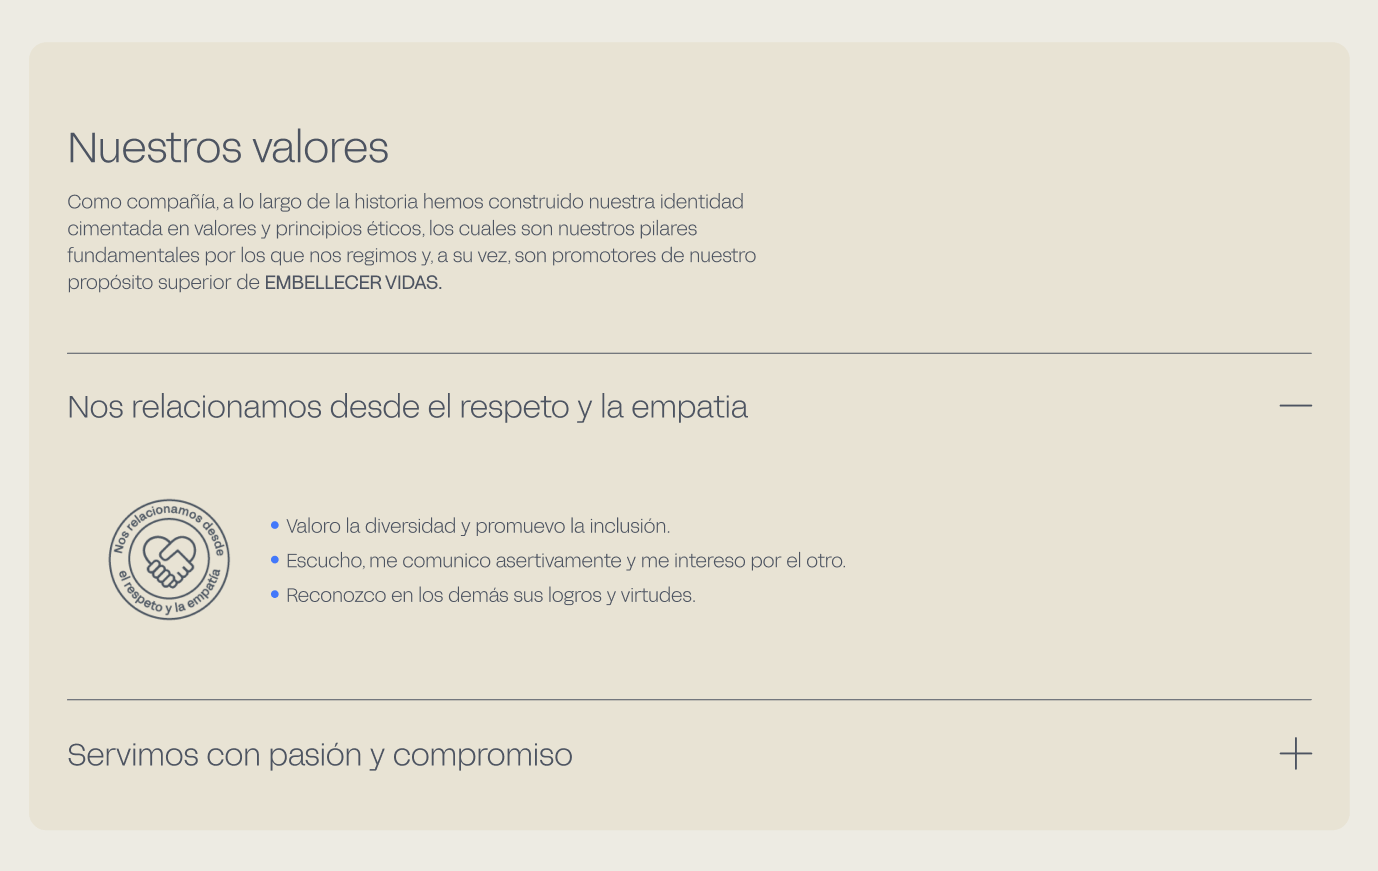 Nuestros valores
Como compañía, a lo largo de la historia hemos construido nuestra identidad
cimentada en valores y principios éticos, los cuales son nuestros pilares
fundamentales por los que nos regimos y, a su vez, son promotores de nuestro
propósito superior de EMBELLECER VIDAS.
Nos relacionamos desde el respeto y la empatia
Nos relacionamos desde
el respeto y la empatía
Valoro la diversidad y promuevo la inclusión.
Escucho, me comunico asertivamente y me intereso por el otro.
Reconozco en los demás sus logros y virtudes.
Servimos con pasión y compromiso